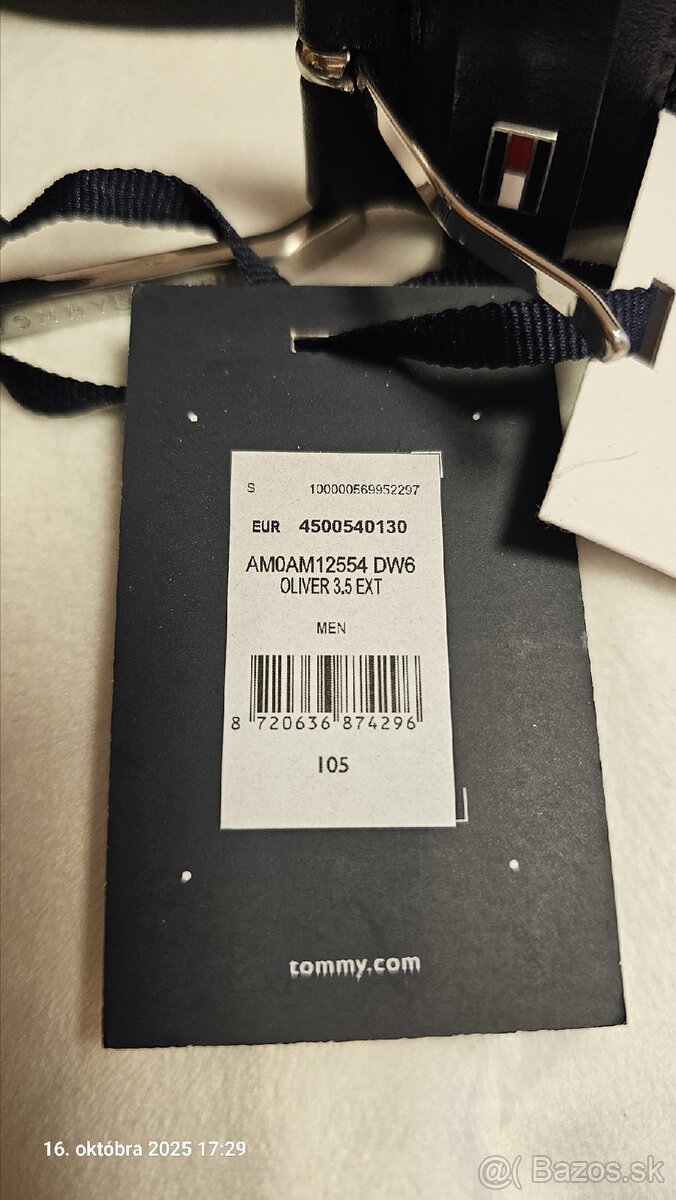 S 100000569952297
EUR 4500540130
AM0AM12554 DW6
OLIVER 3.5 EXT
MEN
8 720636 874296
105
tommy.com
16. októbra 2025 17:29
@( Bazos.sk